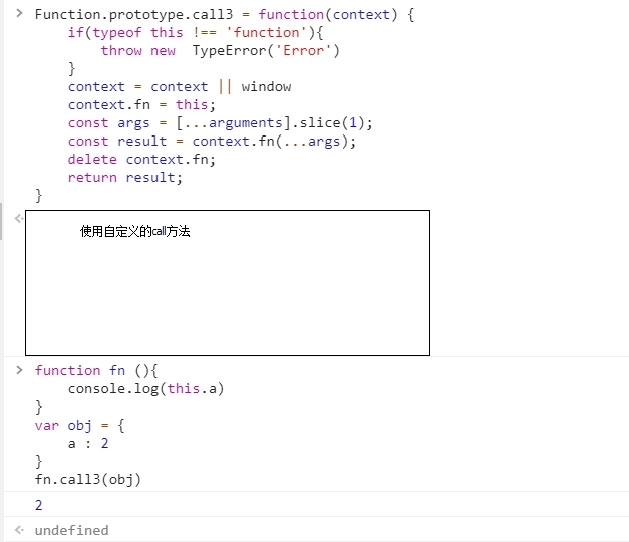 Function.prototype.call3 = function(context) {
if(typeof this !== 'function'){
throw new  TypeError('Error')
}
context = context || window
context.fn = this;
const args = [...arguments].slice(1);
const result = context.fn(...args);
delete context.fn;
return result;
}
使用自定义的call方法
function fn (){
console.log(this.a)
}
var obj = {
a : 2
}
fn.call3(obj)
2
undefined